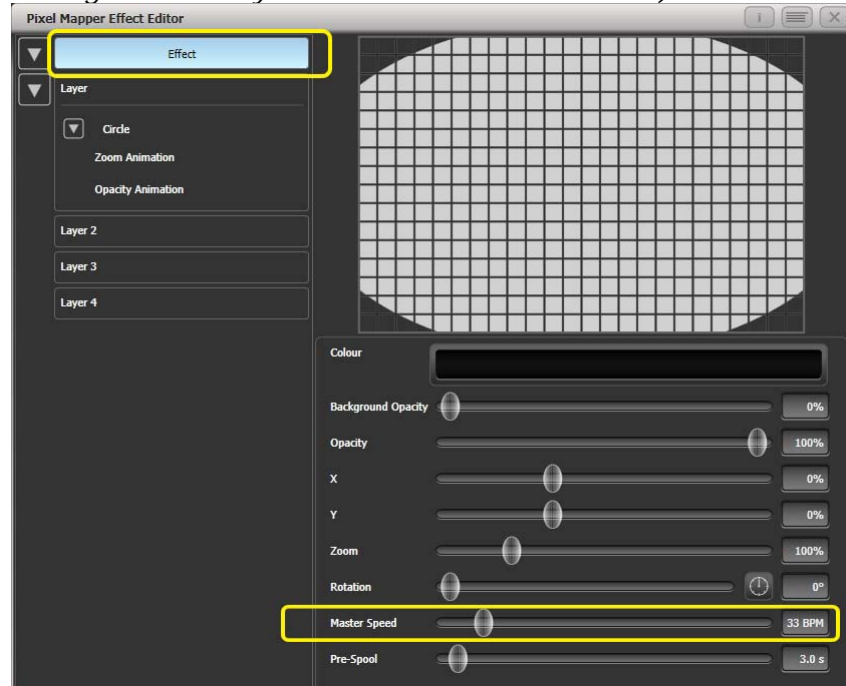 Pixel Mapper Effect Editor
i
Effect
Layer
Circle
Zoom Animation
Opacity Animation
Layer 2
Layer 3
Layer 4
Colour
Background Opacity 0%
Opacity 100%
X 0%
Y 0%
Zoom 100%
Rotation 0°
Master Speed 33 BPM
Pre-Spool 3.0 s